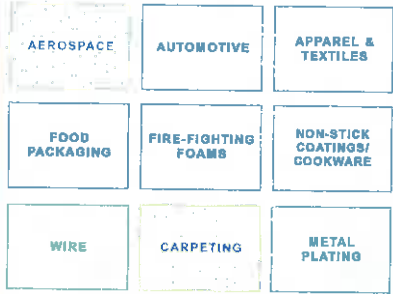 AEROSPACE
AUTOMOTIVE
APPAREL &
TEXTILES
FOOD
PACKAGING
FIRE-FIGHTING
FOAMS
NON-STICK
COATINGS/
COOKWARE
WIRE
CARPETING
METAL
PLATING